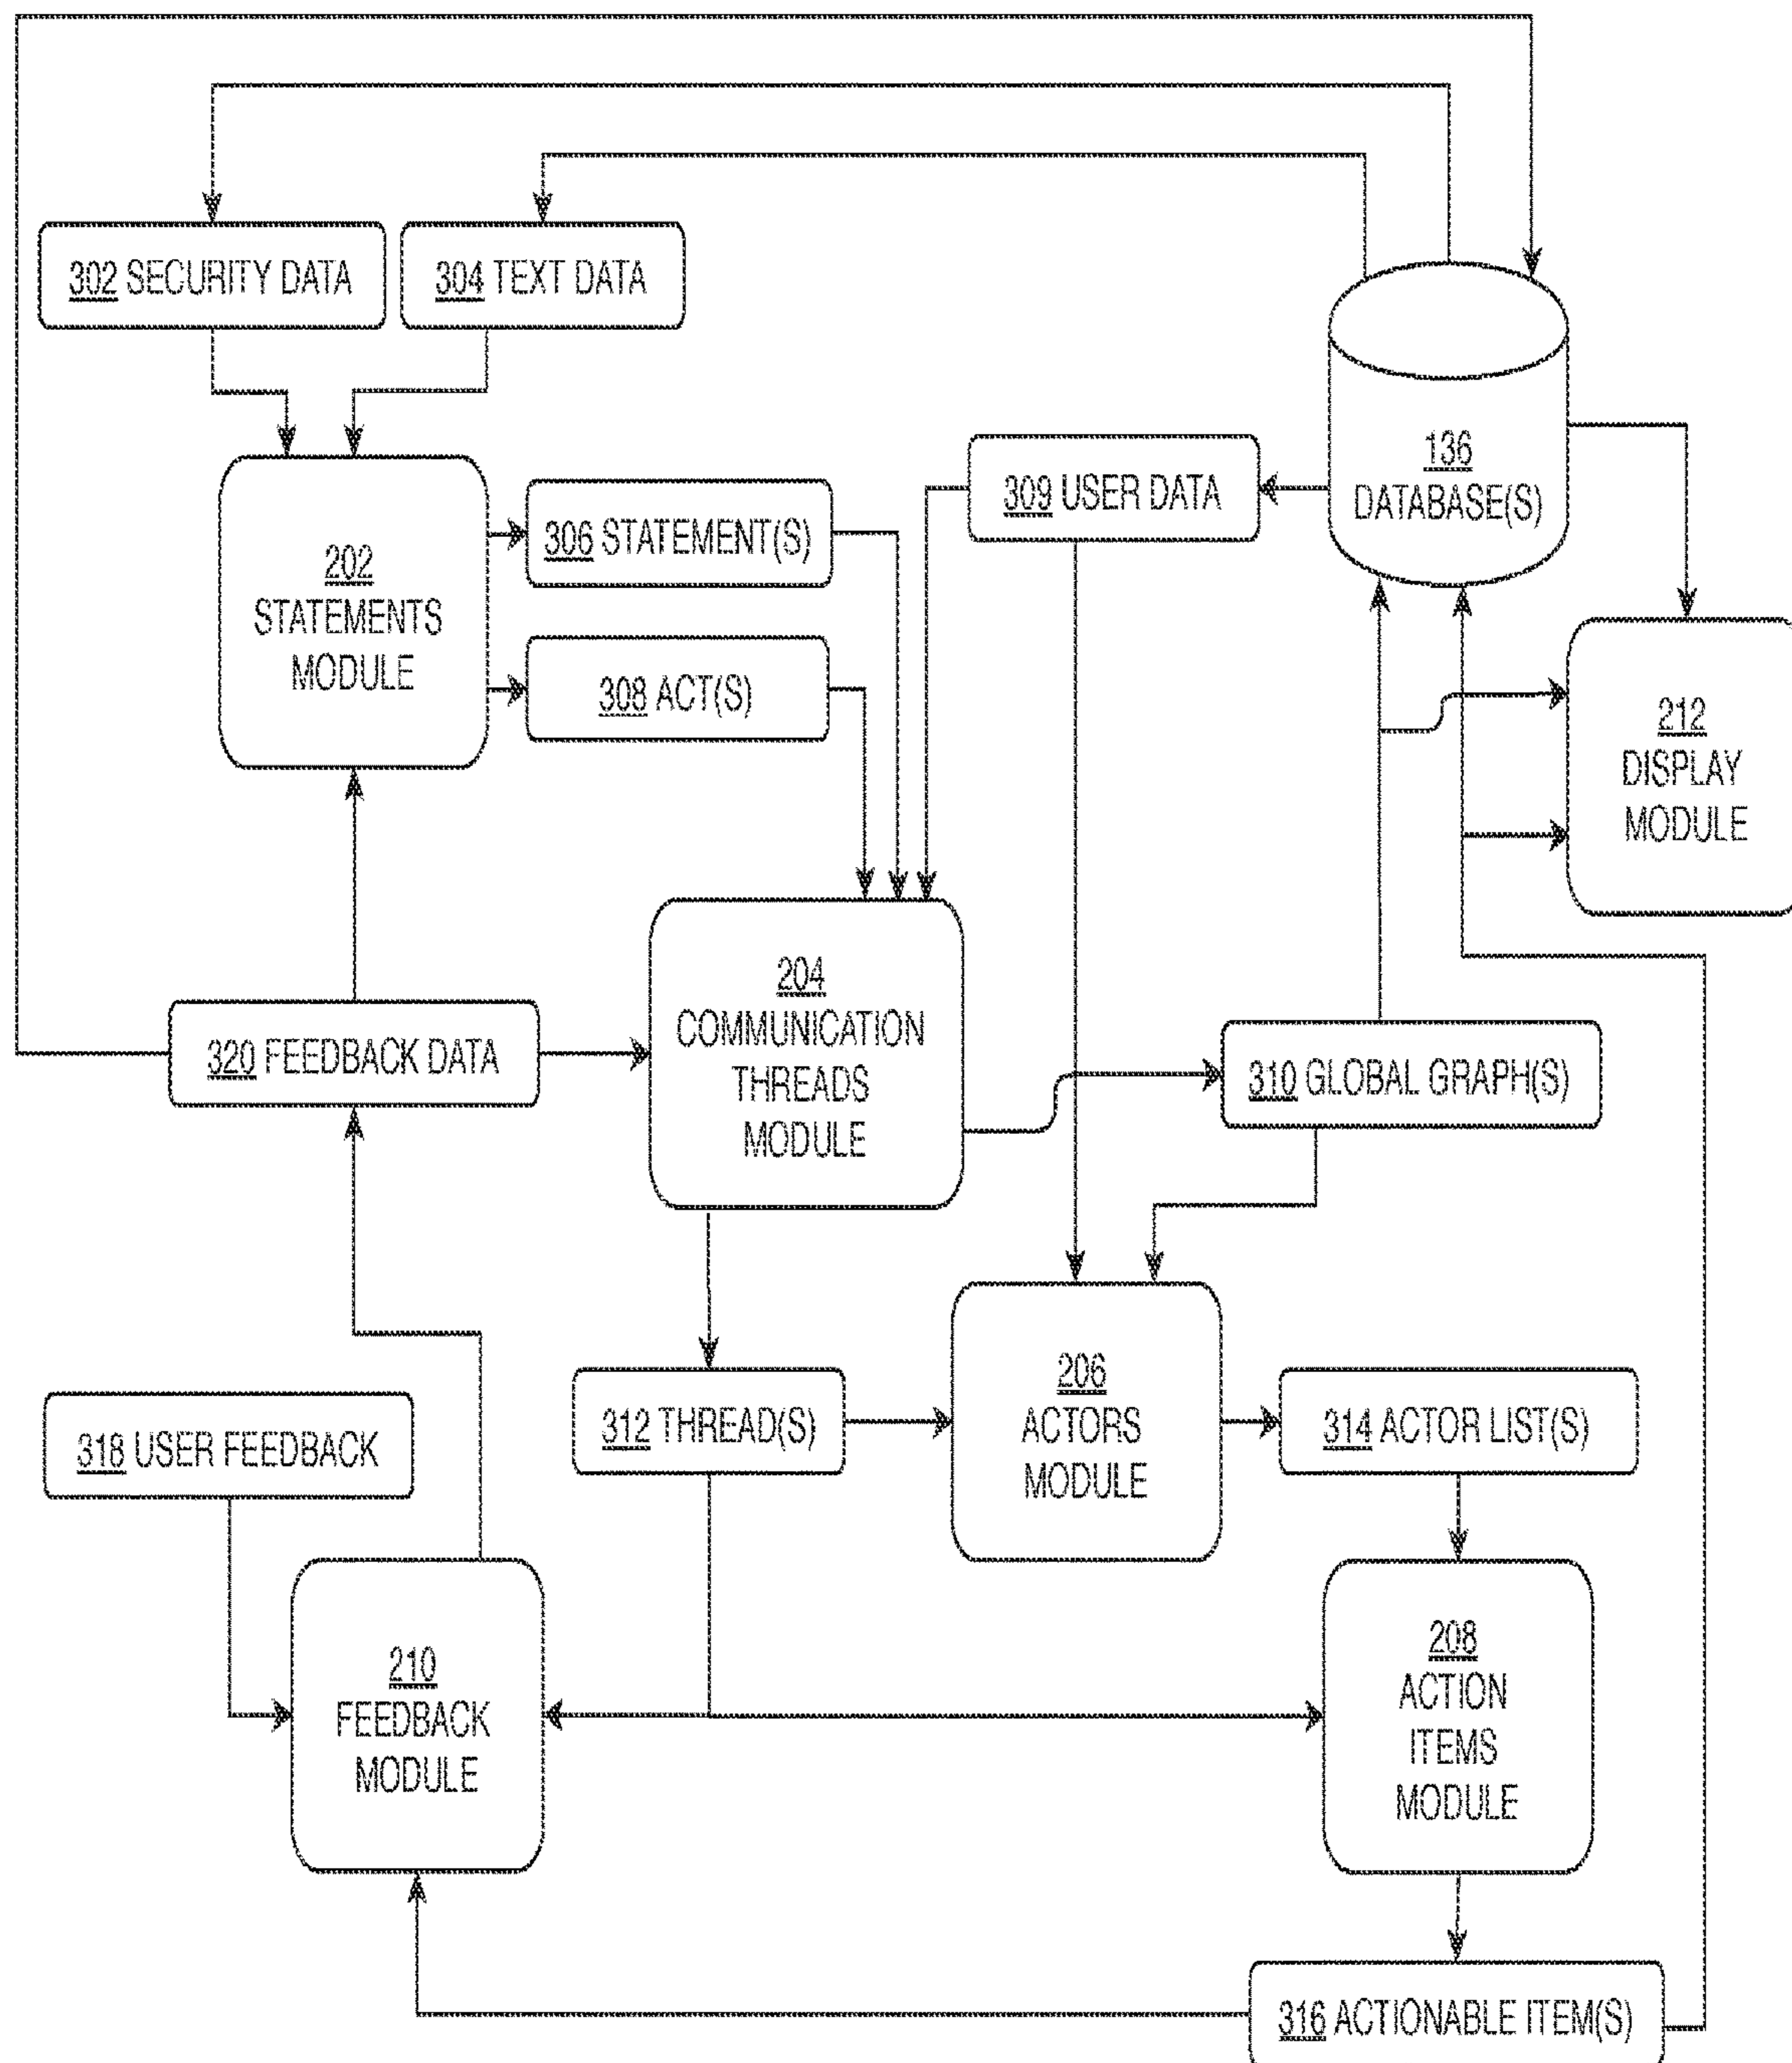 302 SECURITY DATA
304 TEXT DATA
136
DATABASE(S)
309 USER DATA
306 STATEMENT(S)
202
STATEMENTS
MODULE
308 ACT(S)
212
DISPLAY
MODULE
204
COMMUNICATION
THREADS
MODULE
320 FEEDBACK DATA
310 GLOBAL GRAPH(S)
206
ACTORS
MODULE
312 THREAD(S)
314 ACTOR LIST(S)
318 USER FEEDBACK
210
FEEDBACK
MODULE
208
ACTION
ITEMS
MODULE
316 ACTIONABLE ITEM(S)